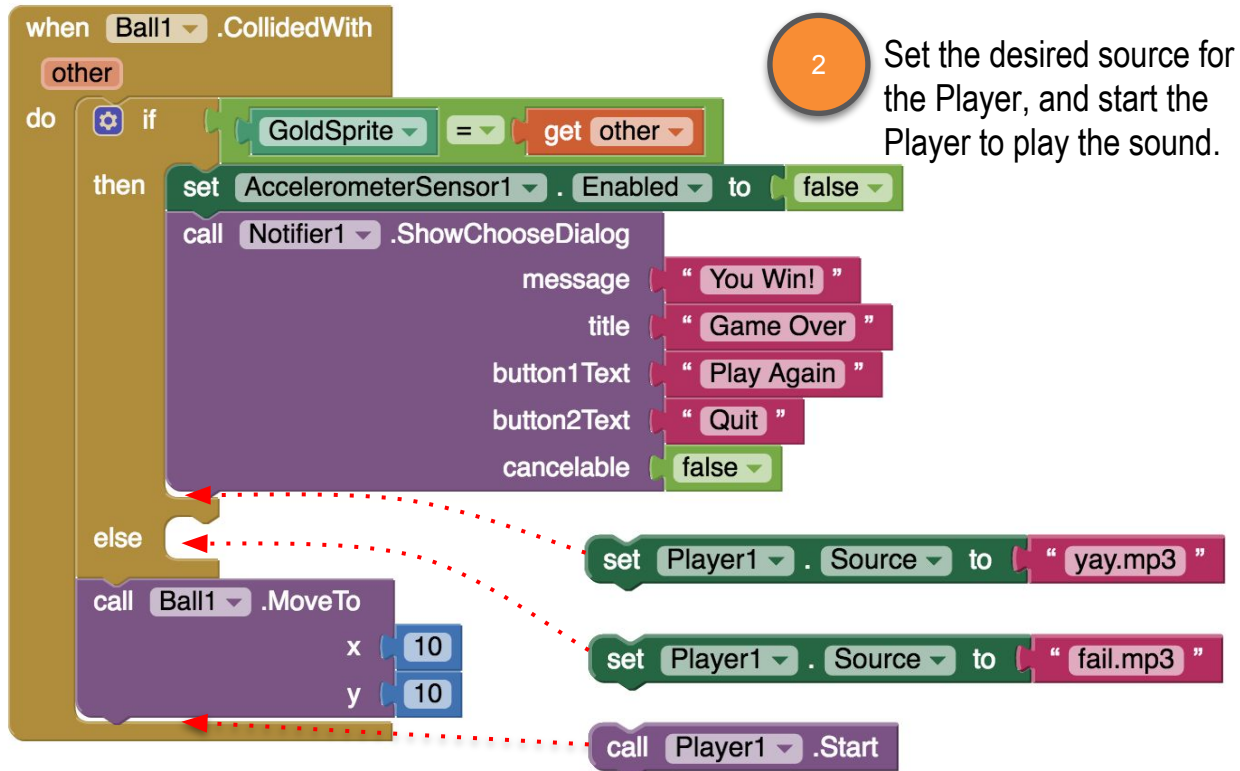 when Ball1 .CollidedWith
other
do if GoldSprite = get other
then set AccelerometerSensor1 . Enabled to false
call Notifier1 .ShowChooseDialog
message “ You Win! ”
title “ Game Over ”
button1Text “ Play Again ”
button2Text “ Quit ”
cancelable false
else
call Ball1 .MoveTo
x 10
y 10
2
Set the desired source for
the Player, and start the
Player to play the sound.
set Player1 . Source to “ yay.mp3 ”
set Player1 . Source to “ fail.mp3 ”
call Player1 .Start